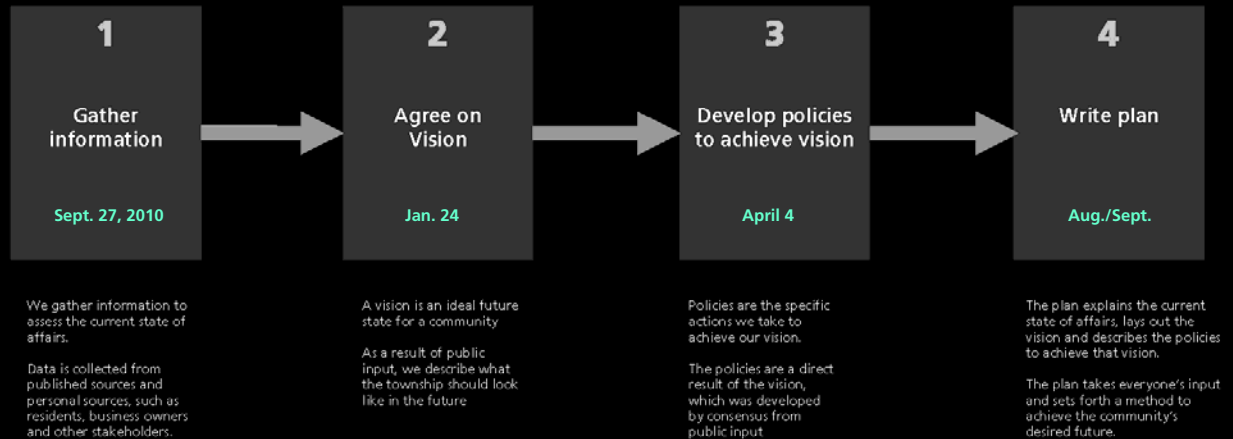 1
Gather
information
Sept. 27, 2010
We gather information to
assess the current state of
affairs.
Data is collected from
published sources and
personal sources, such as
residents, business owners
and other stakeholders.
2
Agree on
Vision
Jan. 24
A vision is an ideal future
state for a community
As a result of public
input, we describe what
the township should look
like in the future
3
Develop policies
to achieve vision
April 4
Policies are the specific
actions we take to
achieve our vision.
The policies are a direct
result of the vision,
which was developed
by consensus from
public input
4
Write plan
Aug./Sept.
The plan explains the current
state of affairs, lays out the
vision and describes the policies
to achieve that vision.
The plan takes everyone's input
and sets forth a method to
achieve the community's
desired future.